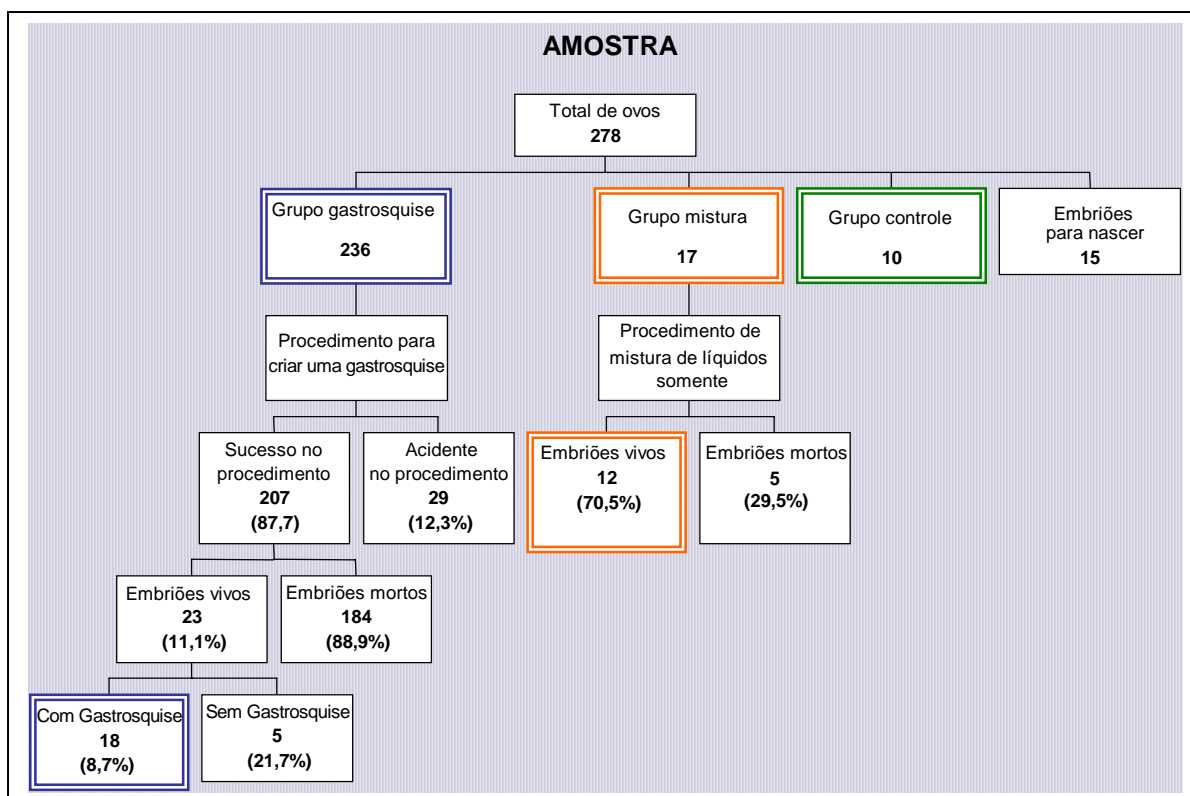 AMOSTRA
Total de ovos
278
Grupo gastrosquise
236
Grupo mistura
17
Grupo controle
10
Embriões
para nascer
15
Procedimento para
criar uma gastrosquise
Procedimento de
mistura de líquidos
somente
Sucesso no
procedimento
207
(87,7)
Acidente
no procedimento
29
(12,3%)
Embriões vivos
12
(70,5%)
Embriões mortos
5
(29,5%)
Embriões vivos
23
(11,1%)
Embriões mortos
184
(88,9%)
Com Gastrosquise
18
(8,7%)
Sem Gastrosquise
5
(21,7%)